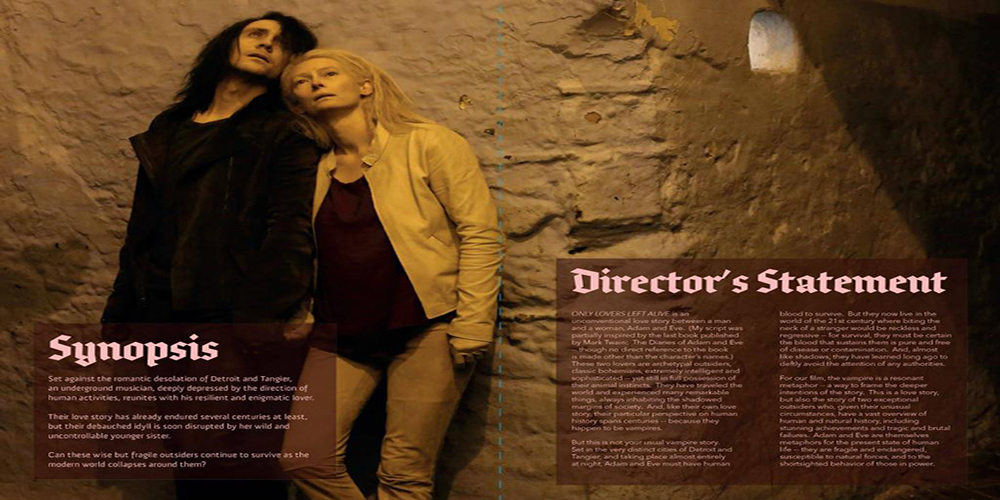 Synopsis
Set against the romantic desolation of Detroit and Tangier,
an underground musician, deeply depressed by the direction of
human activities, reunites with his resilient and enigmatic lover.
Their love story has already endured several centuries at least,
but their debauched idyll is soon disrupted by her wild and
uncontrollable younger sister.
Can these wise but fragile outsiders continue to survive as the
modern world collapses around them?
Director's Statement
ONLY LOVERS LEFT ALIVE is an
unconventional love story between a man
and a woman, Adam and Eve. (My script was
partially inspired by the last book published
by Mark Twain: The Diaries of Adam and Eve
– though no direct reference to the book
is made other than the character's names.)
These two lovers are archetypal outsiders,
classic bohemians, extremely intelligent and
sophisticated -- yet still in full possession of
their animal instincts. They have traveled the
world and experienced many remarkable
things, always inhabiting the shadowed
margins of society. And, like their own love
story, their particular perspective on human
history spans centuries -- because they
happen to be vampires.
But this is not your usual vampire story.
Set in the very distinct cities of Detroit and
Tangier, and taking place almost entirely
at night, Adam and Eve must have human
blood to survive. But they now live in the
world of the 21st century where biting the
neck of a stranger would be reckless and
regressive -- for survival, they must be certain
the blood that sustains them is pure and free
of disease or contamination. And, almost
like shadows, they have learned long ago to
deftly avoid the attention of any authorities.
For our film, the vampire is a resonant
metaphor -- a way to frame the deeper
intentions of the story. This is a love story,
but also the story of two exceptional
outsiders who, given their unusual
circumstances, have a vast overview of
human and natural history, including
stunning achievements and tragic and brutal
failures. Adam and Eve are themselves
metaphors for the present state of human
life -- they are fragile and endangered,
susceptible to natural forces, and to the
shortsighted behavior of those in power.